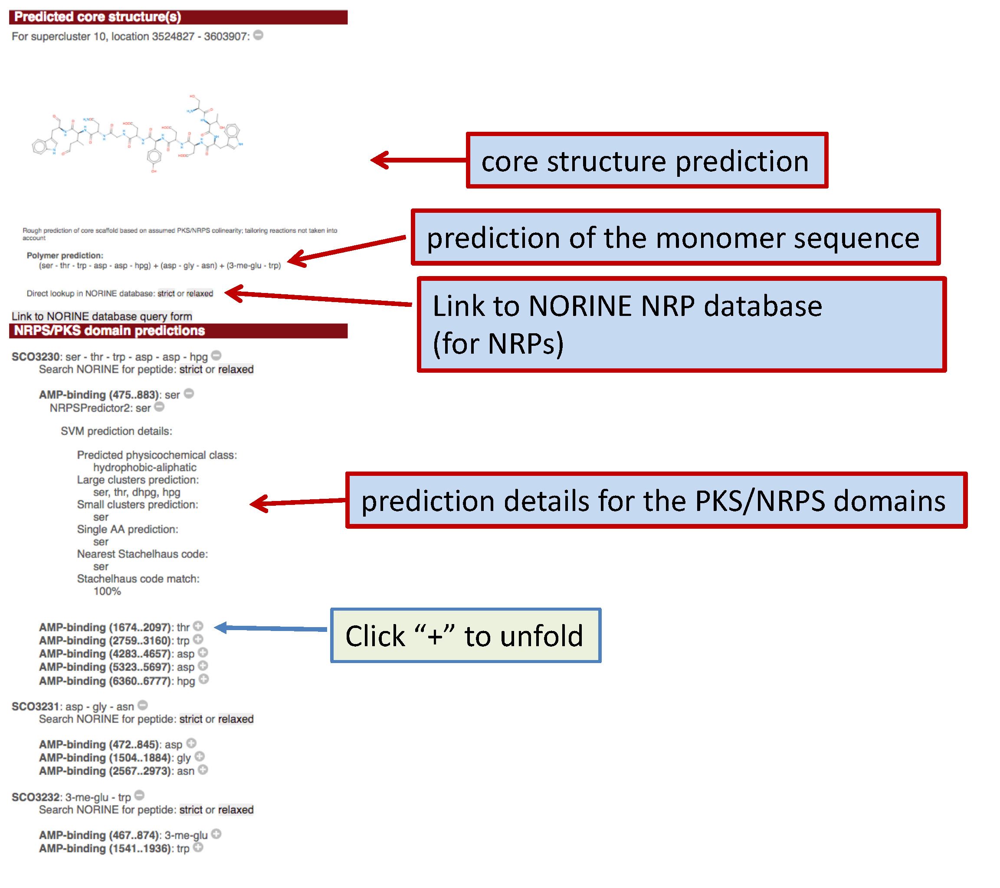 Predicted core structure(s)
For supercluster 10, location 3524827 - 3603907:
core structure prediction
prediction of the monomer sequence
Rough prediction of core scaffold based on assumed PKS/NRPS colinearity; tailoring reactions not taken into
account
Polymer prediction:
(ser - thr - trp - asp - asp - hpg) + (asp - gly - asn) + (3-me-glu - trp)
Direct lookup in NORINE database: strict or relaxed
Link to NORINE NRP database
(for NRPs)
Link to NORINE database query form
NRPS/PKS domain predictions
SCO3230: ser - thr - trp - asp - asp - hpg
Search NORINE for peptide: strict or relaxed
AMP-binding (475..883): ser
NRPSPredictor2: ser
SVM prediction details:
Predicted physicochemical class:
hydrophobic-aliphatic
Large clusters prediction:
ser, thr, dhpg, hpg
Small clusters prediction:
ser
Single AA prediction:
ser
Nearest Stachelhaus code:
ser
Stachelhaus code match:
100%
prediction details for the PKS/NRPS domains
AMP-binding (1674..2097): thr
AMP-binding (2759..3160): trp
AMP-binding (4283..4657): asp
AMP-binding (5323..5697): asp
AMP-binding (6360..6777): hpg
Click “+” to unfold
SCO3231: asp - gly - asn
Search NORINE for peptide: strict or relaxed
AMP-binding (472..845): asp
AMP-binding (1504..1884): gly
AMP-binding (2567..2973): asn
SCO3232: 3-me-glu - trp
Search NORINE for peptide: strict or relaxed
AMP-binding (467..874): 3-me-glu
AMP-binding (1541..1936): trp